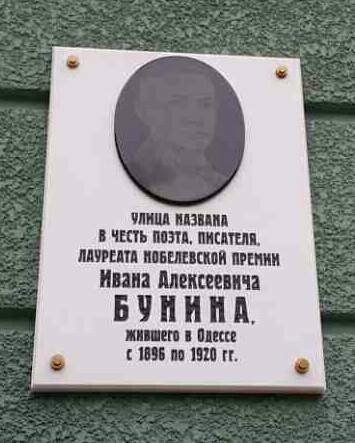 УЛИЦА НАЗВАНА
В ЧЕСТЬ ПОЭТА, ПИСАТЕЛЯ,
ЛАУРЕАТА НОБЕЛЕВСКОЙ ПРЕМИИ
Ивана Алексеевича
БУНИНА,
жившего в Одессе
с 1896 по 1920 гг.